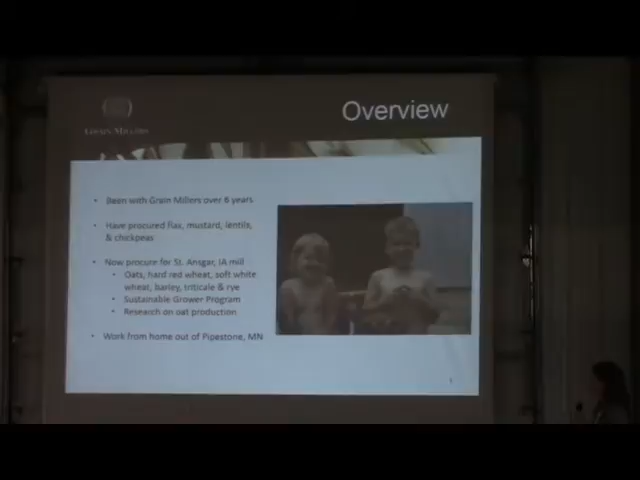 Overview
GRAIN MILLERS
• Been with Grain Millers over 6 years
• Have procured flax, mustard, lentils,
& chickpeas
• Now procure for St. Ansgar, IA mill
• Oats, hard red wheat, soft white
wheat, barley, triticale & rye
• Sustainable Grower Program
• Research on oat production
• Work from home out of Pipestone, MN